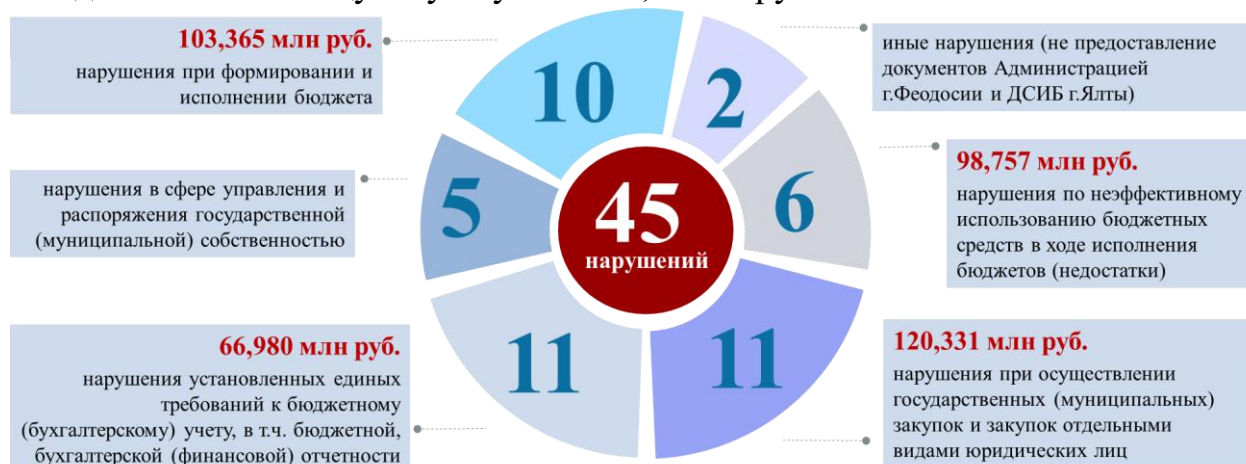 103,365 млн руб.
нарушения при формировании и
исполнении бюджета
нарушения в сфере управления и
распоряжения государственной
(муниципальной) собственностью
66,980 млн руб.
нарушения установленных единых
требований к бюджетному
(бухгалтерскому) учету, в т.ч. бюджетной,
бухгалтерской (финансовой) отчетности
10
2
5
6
11
11
45
нарушений
иные нарушения (не предоставление
документов Администрацией
г.Феодосии и ДСИБ г.Ялты)
98,757 млн руб.
нарушения по неэффективному
использованию бюджетных
средств в ходе исполнения
бюджетов (недостатки)
120,331 млн руб.
нарушения при осуществлении
государственных (муниципальных)
закупок и закупок отдельными
видами юридических лиц